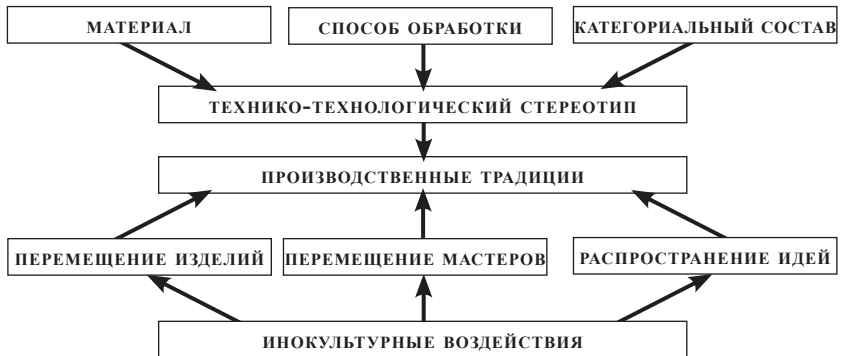 МАТЕРИАЛ
СПОСОБ ОБРАБОТКИ
КАТЕГОРИАЛЬНЫЙ СОСТАВ
ТЕХНИКО-ТЕХНОЛОГИЧЕСКИЙ СТЕРЕОТИП
ПРОИЗВОДСТВЕННЫЕ ТРАДИЦИИ
ПЕРЕМЕЩЕНИЕ ИЗДЕЛИЙ
ПЕРЕМЕЩЕНИЕ МАСТЕРОВ
РАСПРОСТРАНЕНИЕ ИДЕЙ
ИНОКУЛЬТУРНЫЕ ВОЗДЕЙСТВИЯ